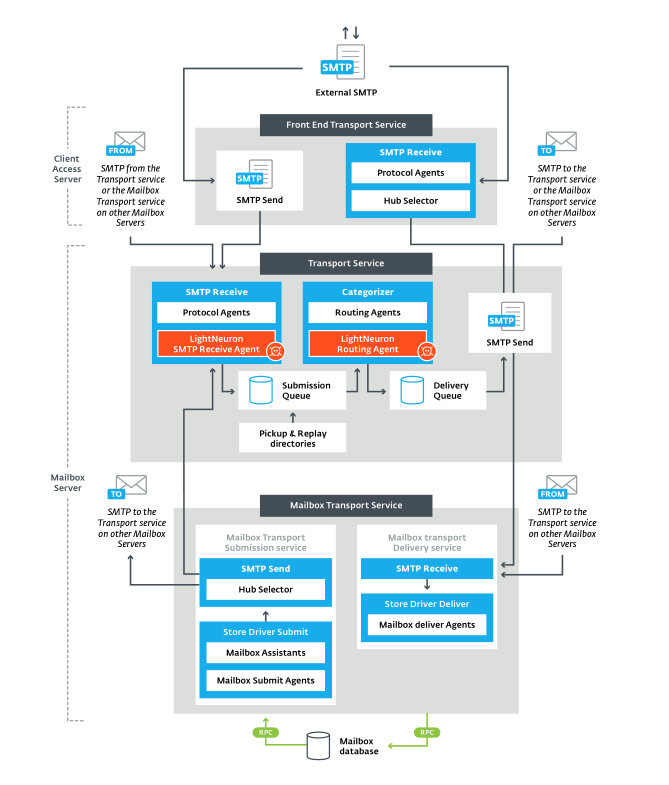 SMTP
External SMTP
Front End Transport Service
Client
Access
Server
FROM
SMTP from the
Transport service
or the Mailbox
Transport service
on other Mailbox
Servers
SMTP
SMTP Send
SMTP Receive
Protocol Agents
Hub Selector
TO
SMTP to the
Transport service
or the Mailbox
Transport service
on other Mailbox
Servers
Transport Service
SMTP Receive
Protocol Agents
LightNeuron
SMTP Receive Agent
Categorizer
Routing Agents
LightNeuron
Routing Agent
SMTP
SMTP Send
Submission
Queue
Delivery
Queue
Pickup & Replay
directories
Mailbox
Server
TO
SMTP to the
Transport service
on other Mailbox
Servers
Mailbox Transport Service
Mailbox Transport
Submission service
SMTP Send
Hub Selector
Store Driver Submit
Mailbox Assistants
Mailbox Submit Agents
Mailbox transport
Delivery service
SMTP Receive
Store Driver Deliver
Mailbox deliver Agents
FROM
SMTP to the
Transport service
on other Mailbox
Servers
RPC
Mailbox
database
RPC